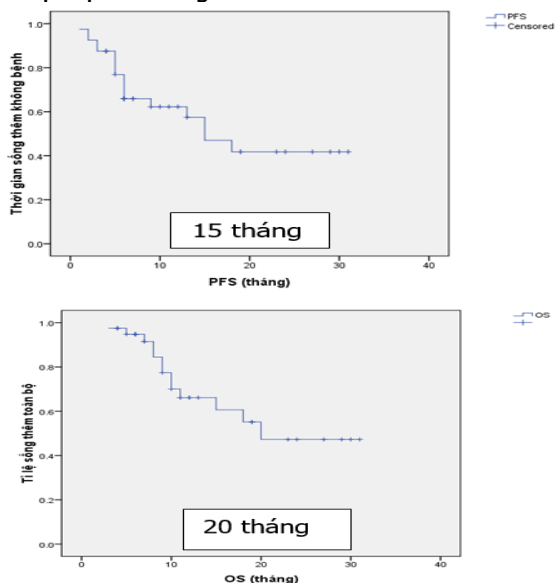 PFS
Censored
Thời gian sống thêm không bệnh
1.0
0.8
0.6
0.4
0.2
0.0
15 tháng
0 10 20 30 40
PFS (tháng)
OS
Tỉ lệ sống thêm toàn bộ
1.0
0.8
0.6
0.4
0.2
0.0
20 tháng
0 10 20 30 40
OS (tháng)